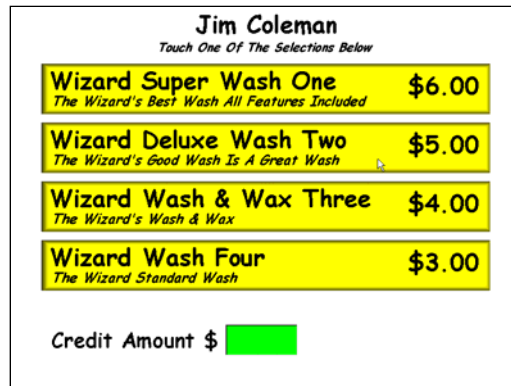 Jim Coleman
Touch One Of The Selections Below
Wizard Super Wash One $6.00
The Wizard's Best Wash All Features Included
Wizard Deluxe Wash Two $5.00
The Wizard's Good Wash Is A Great Wash
Wizard Wash & Wax Three $4.00
The Wizard's Wash & Wax
Wizard Wash Four $3.00
The Wizard Standard Wash
Credit Amount $